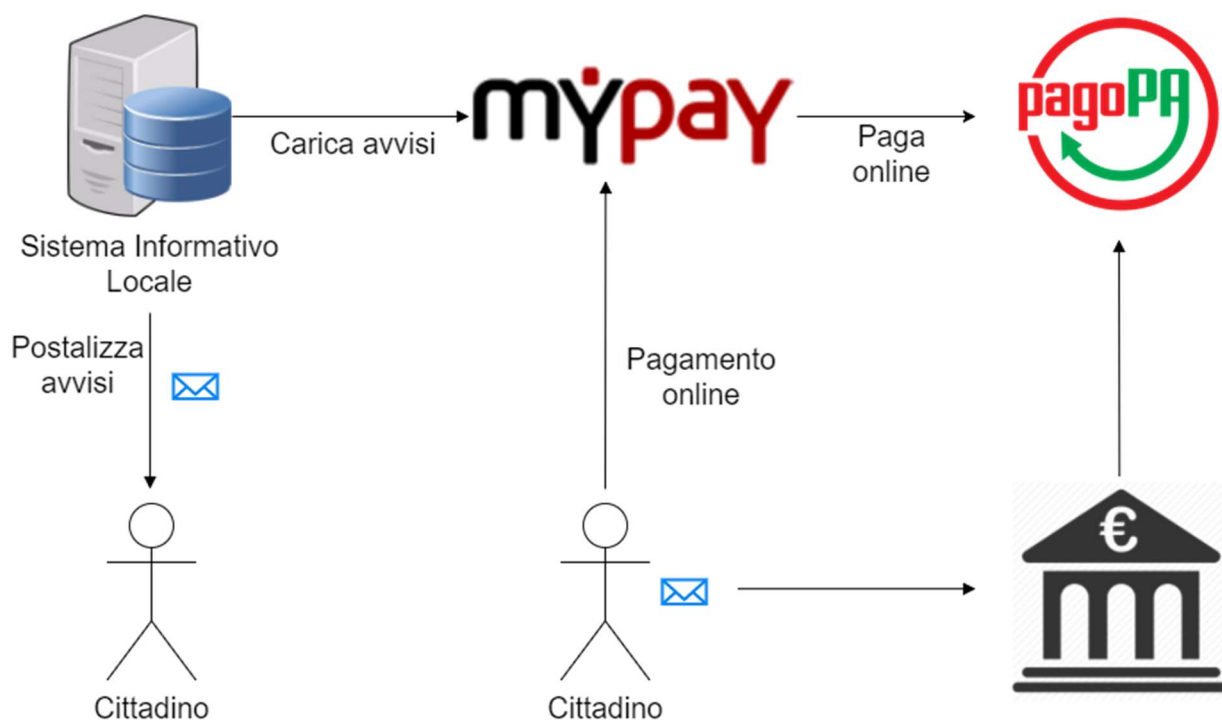 mypay
pagoPA
Carica avvisi
Paga
online
Sistema Informativo
Locale
Postalizza
avvisi
Pagamento
online
€
Cittadino
Cittadino